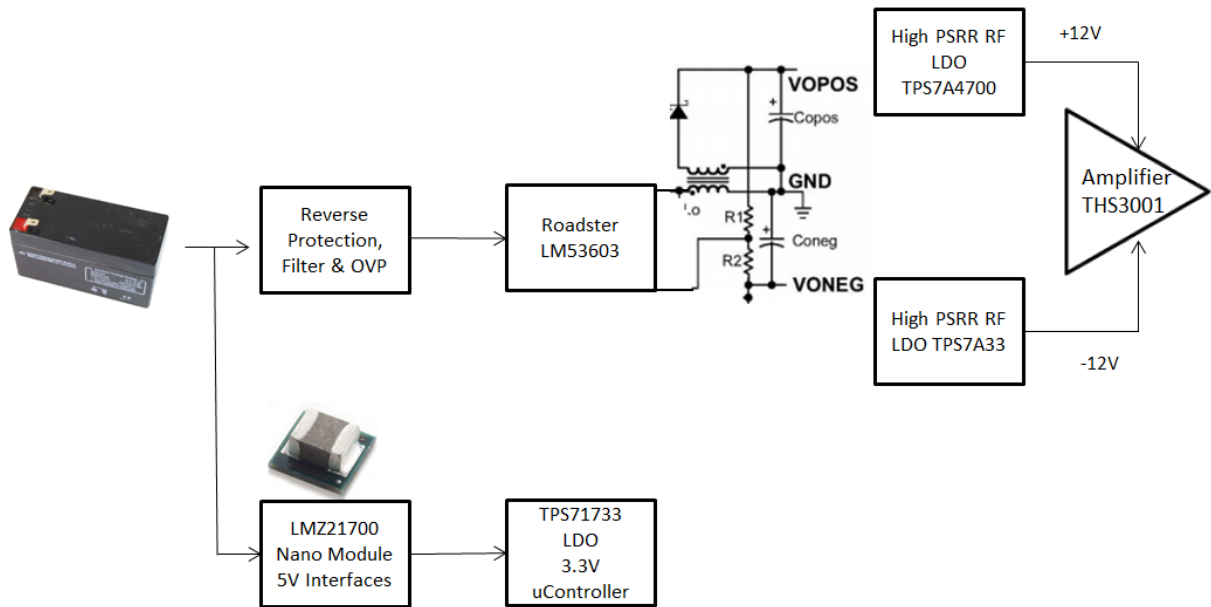 High PSRR RF
LDO
TPS7A4700
+12V
VOPOS
+
Copos
GND
Amplifier
THS3001
Reverse
Protection,
Filter & OVP
Roadster
LM53603
R1
+
Coneg
R2
VONEG
High PSRR RF
LDO TPS7A33
-12V
LMZ21700
Nano Module
5V Interfaces
TPS71733
LDO
3.3V
uController